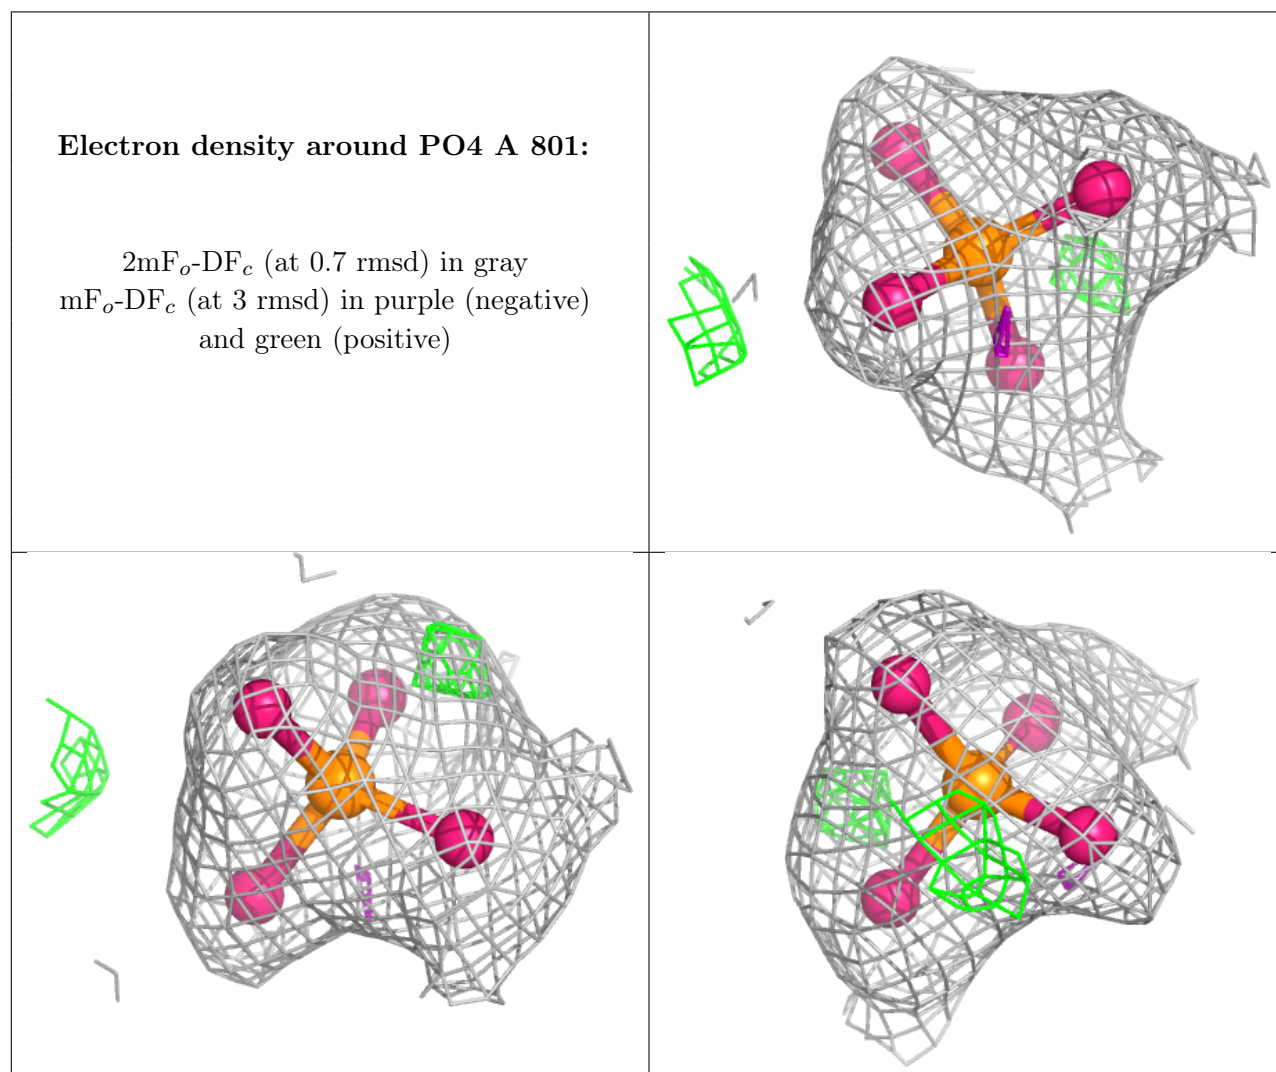 Electron density around PO4 A 801:
2mFo-DFc (at 0.7 rmsd) in gray
mFo-DFc (at 3 rmsd) in purple (negative)
and green (positive)